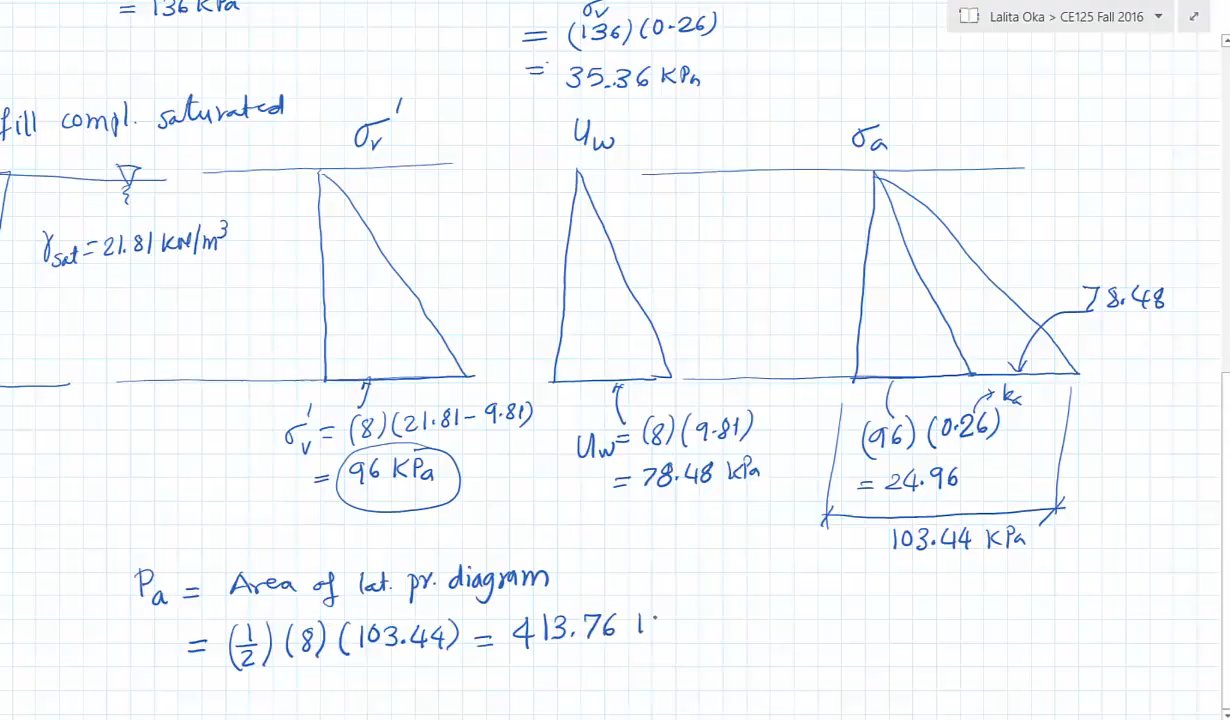 = 136 KPa
σv
= (136)(0.26)
= 35.36 KPa
Lalita Oka > CE125 Fall 2016
fill compl. saturated
σv'
Uw
σa
γsat = 21.81 KN/m³
78.48
σv' = (8)(21.81 - 9.81)
= 96 KPa
Uw = (8)(9.81)
= 78.48 KPa
ka
(96)(0.26)
= 24.96
103.44 KPa
Pa = Area of lat. pr. diagram
= (1/2)(8)(103.44) = 413.76